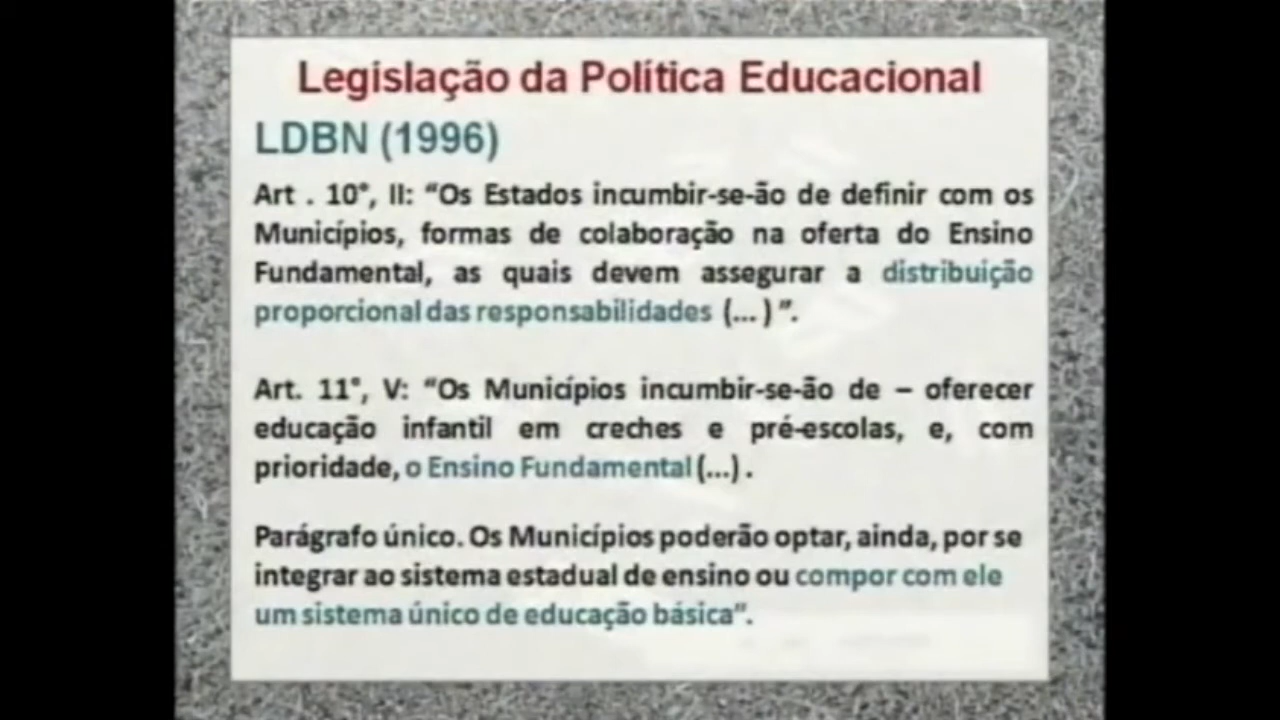 Legislação da Política Educacional
LDBN (1996)
Art . 10°, II: “Os Estados incumbir-se-ão de definir com os
Municípios, formas de colaboração na oferta do Ensino
Fundamental, as quais devem assegurar a distribuição
proporcional das responsabilidades (... ) ”.
Art. 11°, V: “Os Municípios incumbir-se-ão de – oferecer
educação infantil em creches e pré-escolas, e, com
prioridade, o Ensino Fundamental (...) .
Parágrafo único. Os Municípios poderão optar, ainda, por se
integrar ao sistema estadual de ensino ou compor com ele
um sistema único de educação básica”.